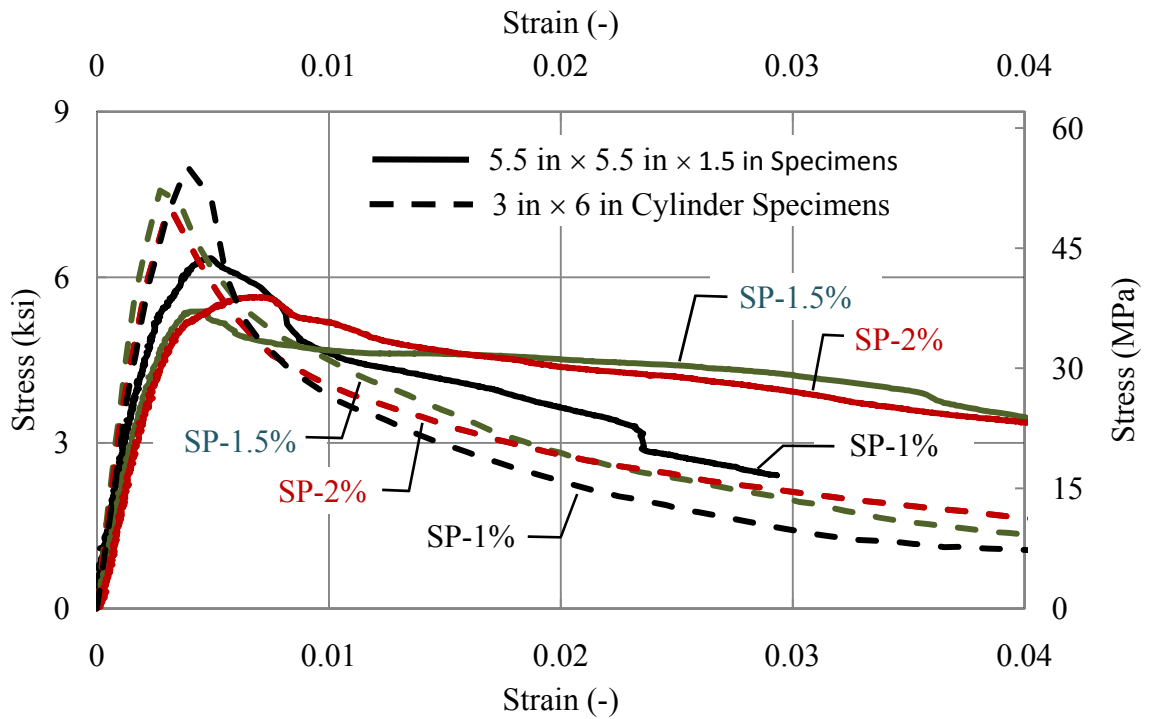 Strain (-)
0 0.01 0.02 0.03 0.04
9 60
5.5 in × 5.5 in × 1.5 in Specimens
3 in × 6 in Cylinder Specimens
45
6
SP-1.5%
SP-2%
Stress (ksi)
Stress (MPa)
30
3
SP-1.5%
SP-1%
SP-2%
15
SP-1%
0 0
0 0.01 0.02 0.03 0.04
Strain (-)